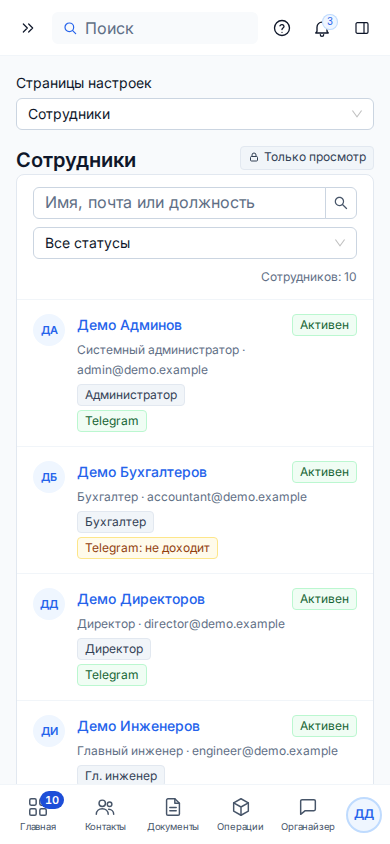 Поиск
3
Страницы настроек
Сотрудники
Сотрудники
Только просмотр
Имя, почта или должность
Все статусы
Сотрудников: 10
ДА
Демо Админов
Активен
Системный администратор ·
admin@demo.example
Администратор
Telegram
ДБ
Демо Бухгалтеров
Активен
Бухгалтер · accountant@demo.example
Бухгалтер
Telegram: не доходит
ДД
Демо Директоров
Активен
Директор · director@demo.example
Директор
Telegram
ДИ
Демо Инженеров
Активен
Главный инженер · engineer@demo.example
Гл. инженер
10
Главная
Контакты
Документы
Операции
Органайзер
ДД